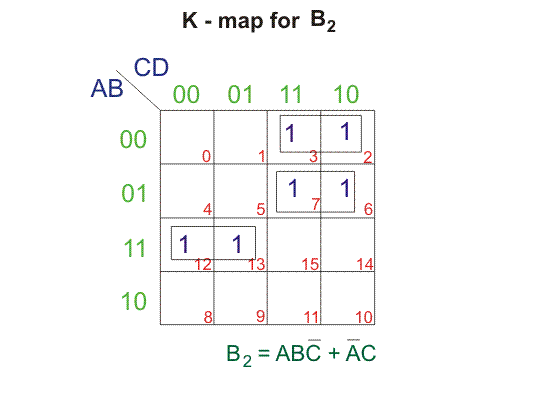 K - map for B₂
CD
AB
00 01 11 10
00 1 1
0 1 3 2
01 1 1
4 5 7 6
11 1 1
12 13 15 14
10
8 9 11 10
B₂ = ABC̅ + A̅C